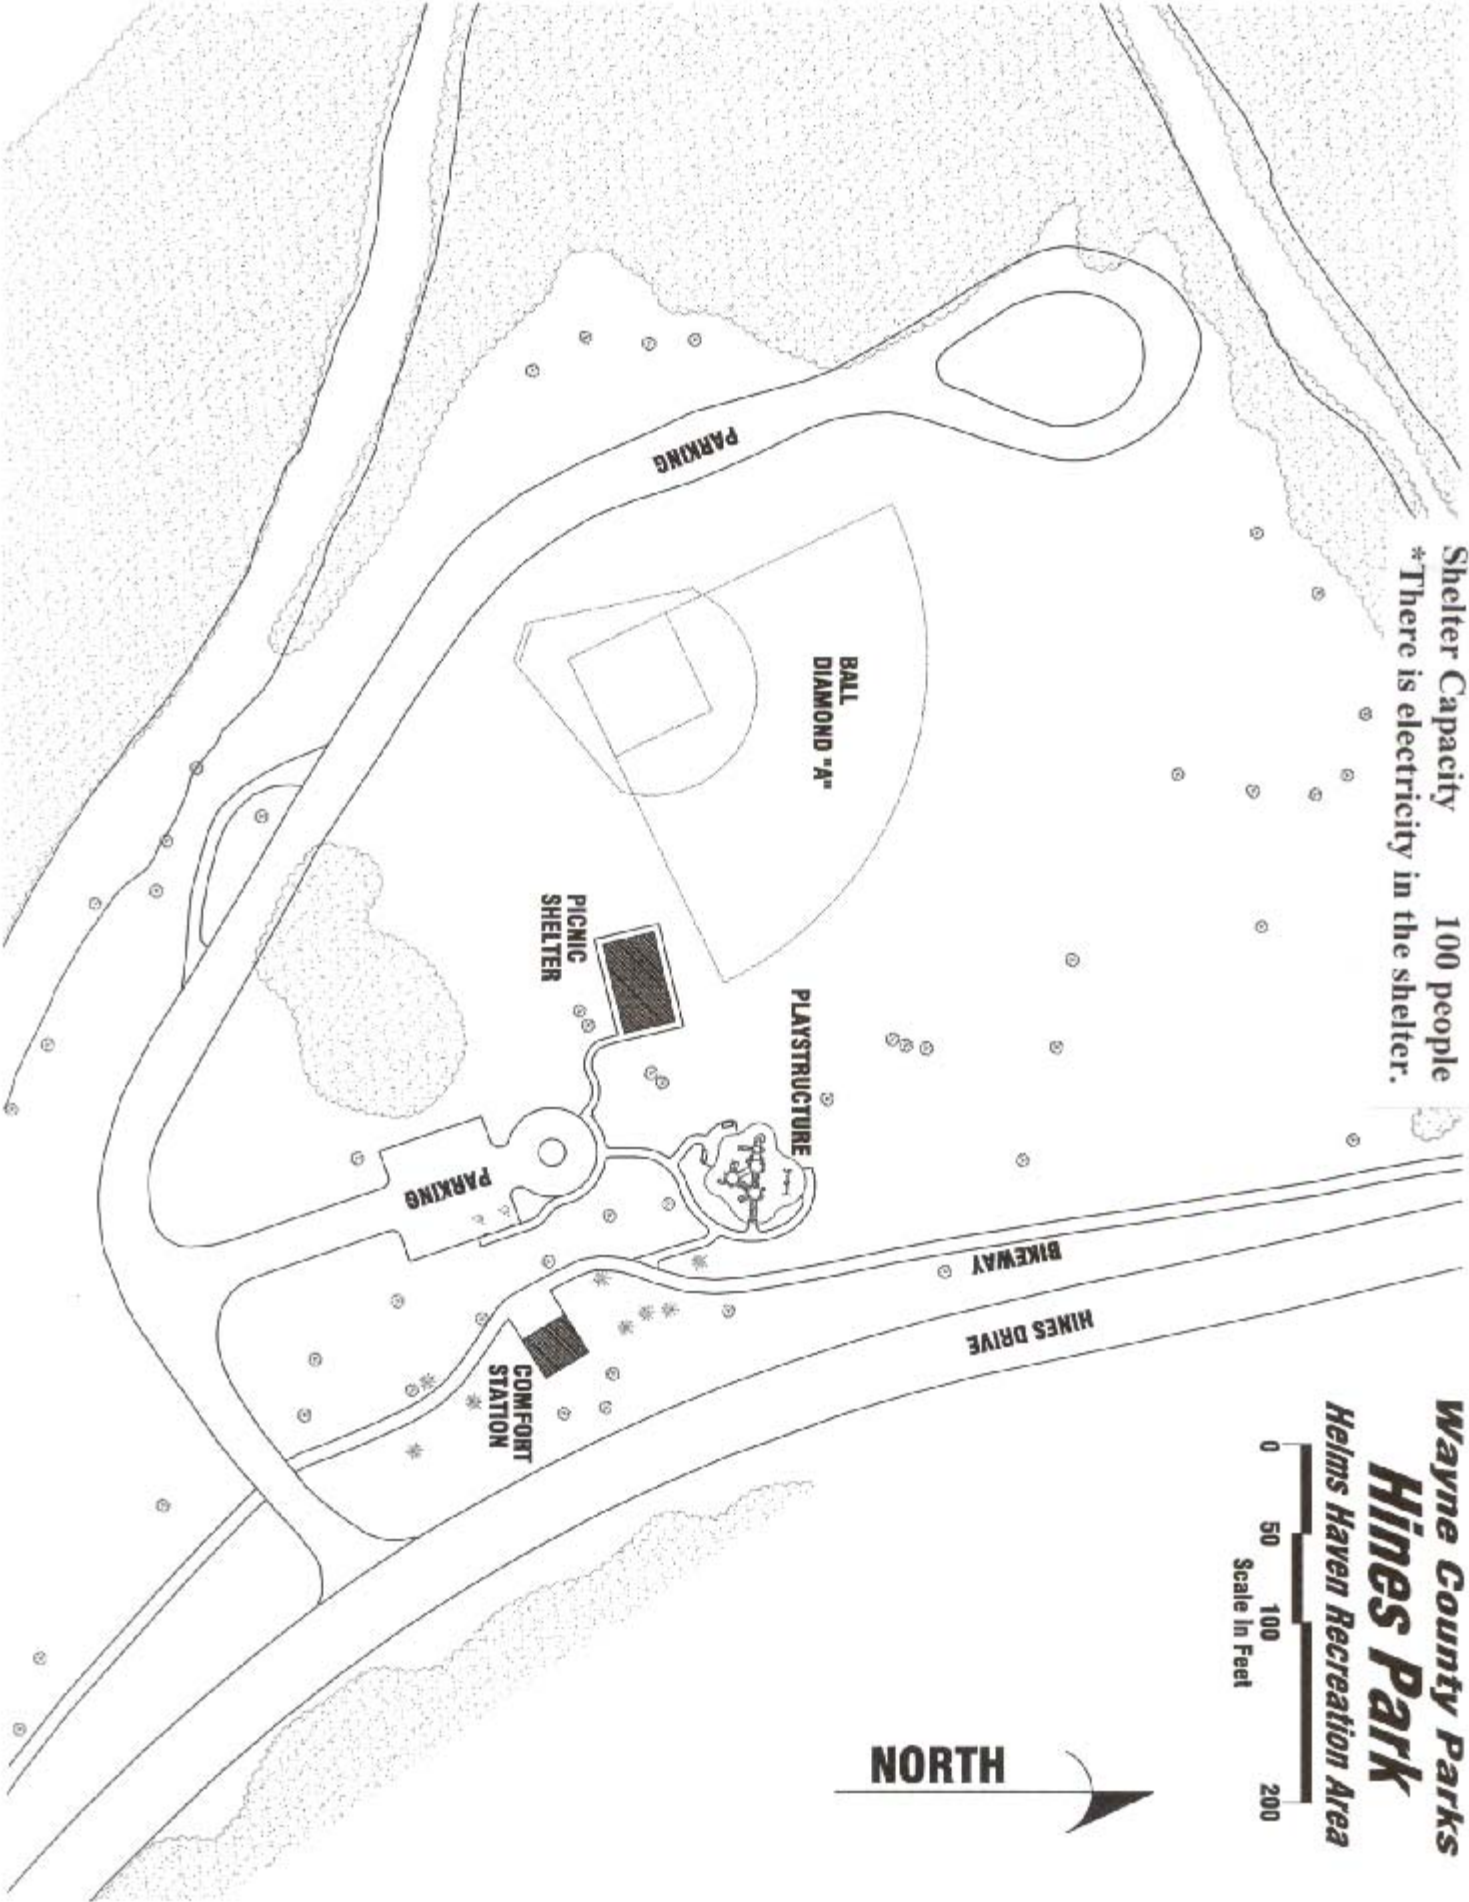 Wayne County Parks
Hines Park
Helms Haven Recreation Area
0 50 100 200
Scale in Feet
Shelter Capacity 100 people
*There is electricity in the shelter.
NORTH
PARKING
BALL
DIAMOND "A"
PICNIC
SHELTER
PLAYSTRUCTURE
PARKING
BIKEWAY
HINES DRIVE
COMFORT
STATION